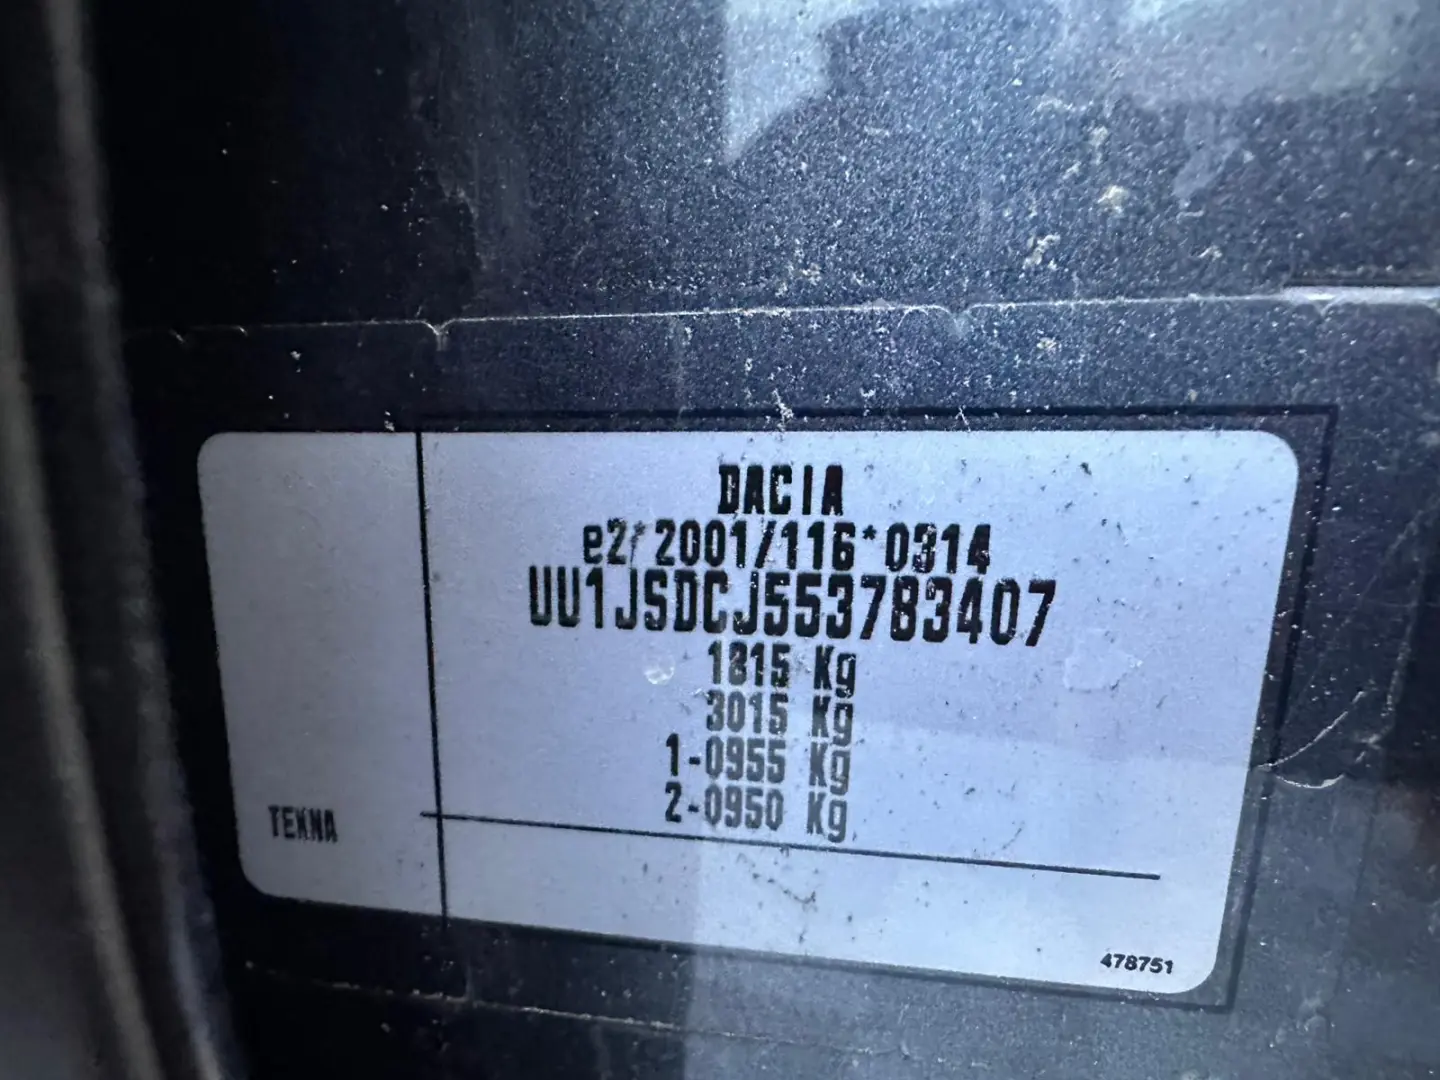 DACIA
e2*2001/116*0314
UU1JSDCJ553783407
1815 Kg
3015 Kg
1-0955 Kg
2-0950 Kg
TEKNA
478751